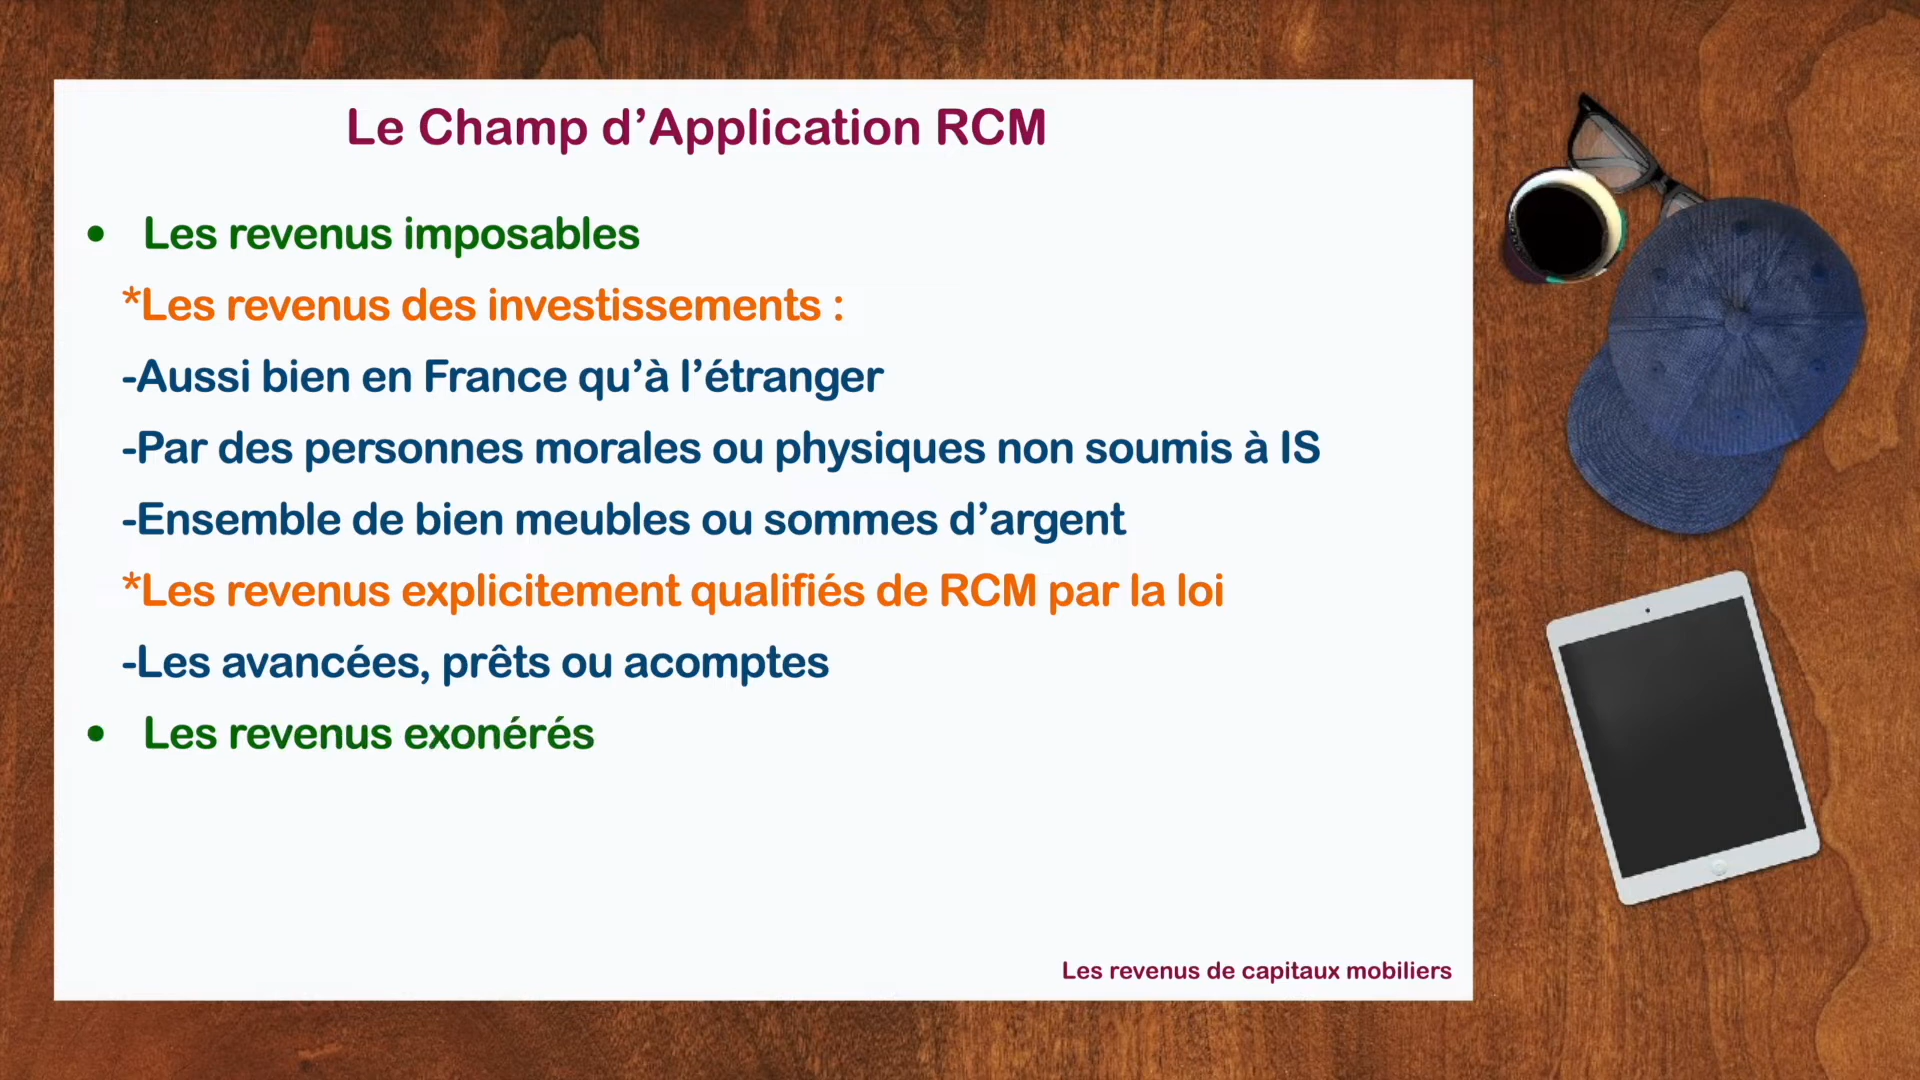 Le Champ d’Application RCM
• Les revenus imposables
*Les revenus des investissements :
-Aussi bien en France qu’à l’étranger
-Par des personnes morales ou physiques non soumis à IS
-Ensemble de bien meubles ou sommes d’argent
*Les revenus explicitement qualifiés de RCM par la loi
-Les avancées, prêts ou acomptes
• Les revenus exonérés
Les revenus de capitaux mobiliers